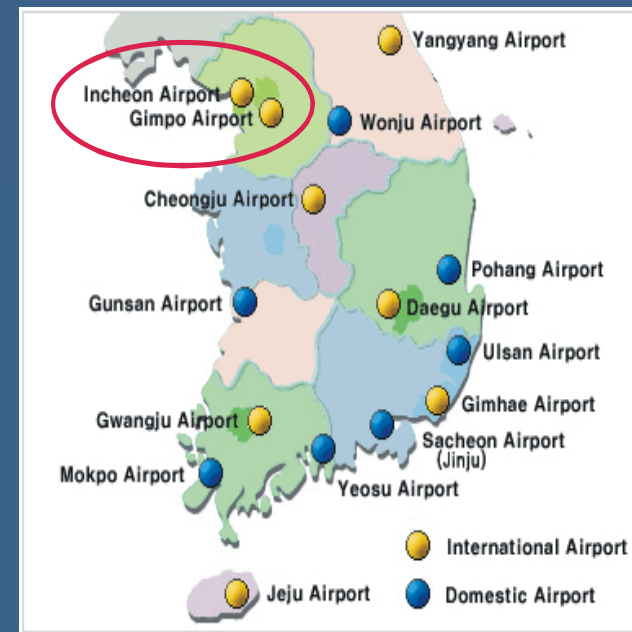 Yangyang Airport
Incheon Airport
Gimpo Airport
Wonju Airport
Cheongju Airport
Pohang Airport
Gunsan Airport
Daegu Airport
Ulsan Airport
Gimhae Airport
Gwangju Airport
Sacheon Airport
(Jinju)
Mokpo Airport
Yeosu Airport
International Airport
Jeju Airport
Domestic Airport